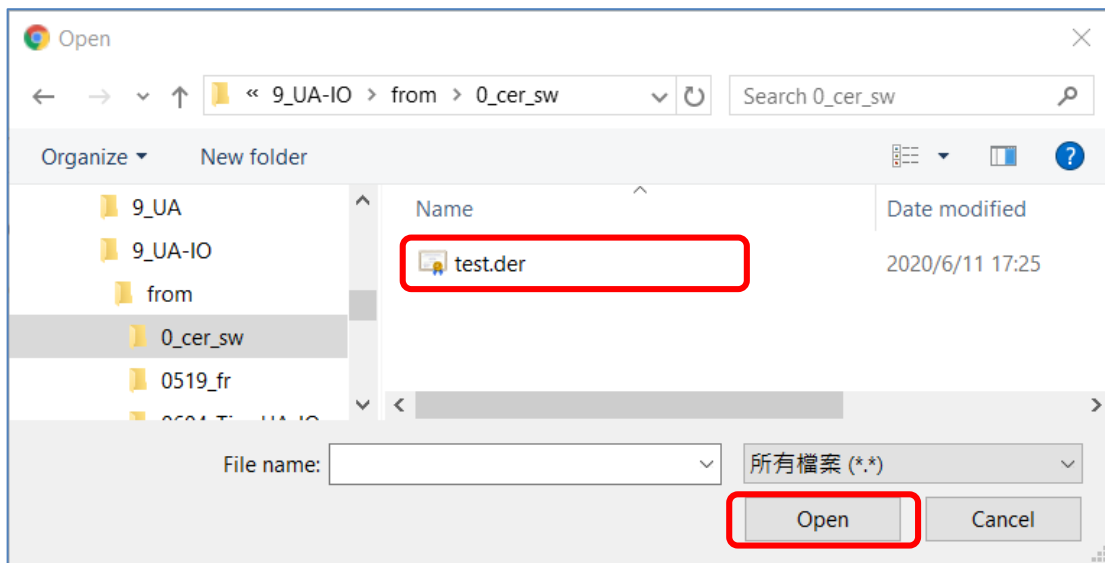 Open
« 9_UA-IO > from > 0_cer_sw
Search 0_cer_sw
Organize
New folder
9_UA
9_UA-IO
from
0_cer_sw
0519_fr
Name
Date modified
test.der
2020/6/11 17:25
File name:
所有檔案 (*.*)
Open
Cancel